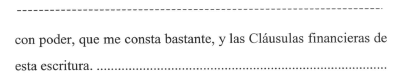 con poder, que me consta bastante, y las Cláusulas financieras de
esta escritura. ........................................................................................